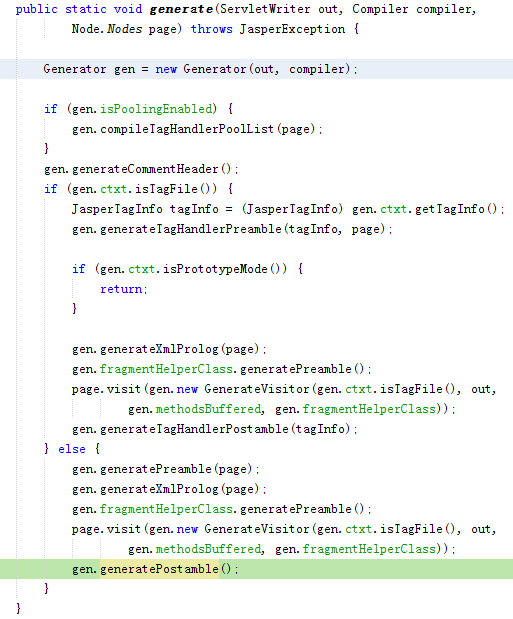 public static void generate(ServletWriter out, Compiler compiler,
Node.Nodes page) throws JasperException {
Generator gen = new Generator(out, compiler);
if (gen.isPoolingEnabled) {
gen.compileTagHandlerPoolList(page);
}
gen.generateCommentHeader();
if (gen.ctxt.isTagFile()) {
JasperTagInfo tagInfo = (JasperTagInfo) gen.ctxt.getTagInfo();
gen.generateTagHandlerPreamble(tagInfo, page);
if (gen.ctxt.isPrototypeMode()) {
return;
}
gen.generateXmlProlog(page);
gen.fragmentHelperClass.generatePreamble();
page.visit(gen.new GenerateVisitor(gen.ctxt.isTagFile(), out,
gen.methodsBuffered, gen.fragmentHelperClass));
gen.generateTagHandlerPostamble(tagInfo);
} else {
gen.generatePreamble(page);
gen.generateXmlProlog(page);
gen.fragmentHelperClass.generatePreamble();
page.visit(gen.new GenerateVisitor(gen.ctxt.isTagFile(), out,
gen.methodsBuffered, gen.fragmentHelperClass));
gen.generatePostamble();
}
}